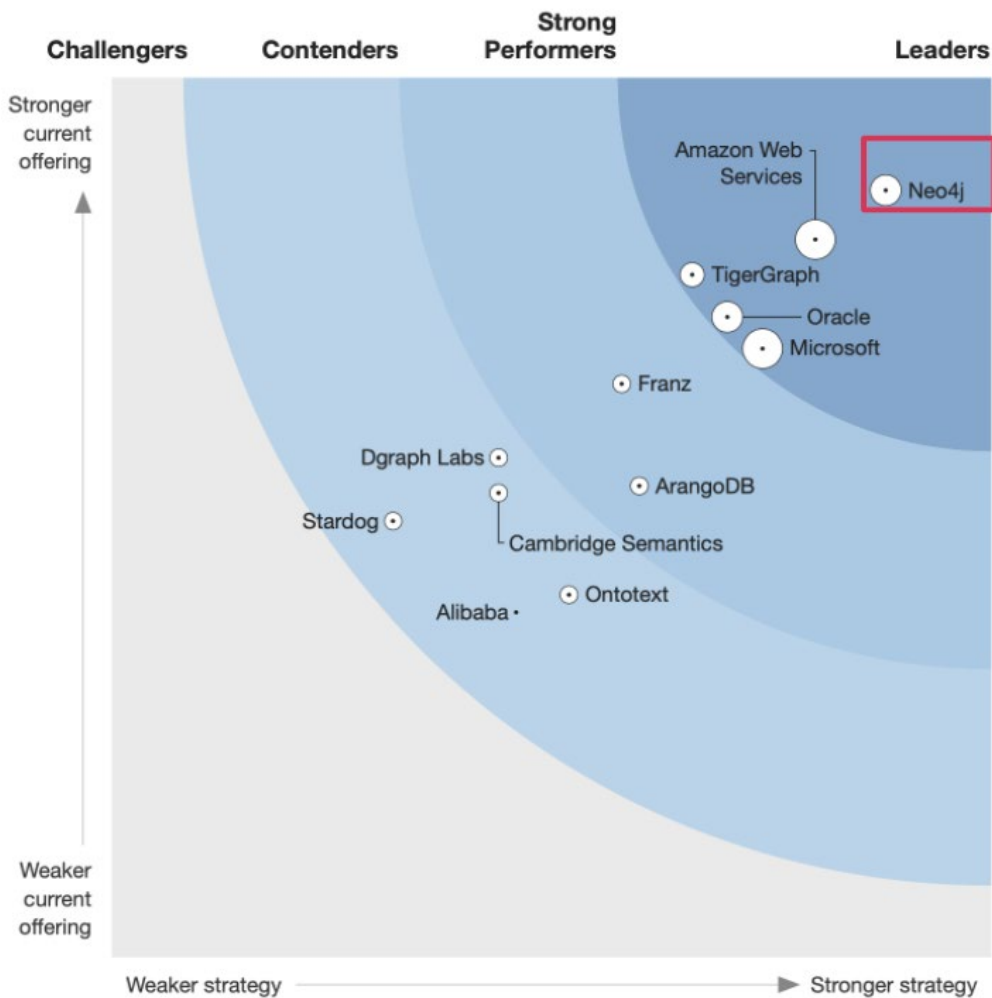 Challengers
Contenders
Strong
Performers
Leaders
Stronger
current
offering
Amazon Web
Services
Neo4j
TigerGraph
Oracle
Microsoft
Franz
Dgraph Labs
ArangoDB
Stardog
Cambridge Semantics
Ontotext
Alibaba
Weaker
current
offering
Weaker strategy
Stronger strategy